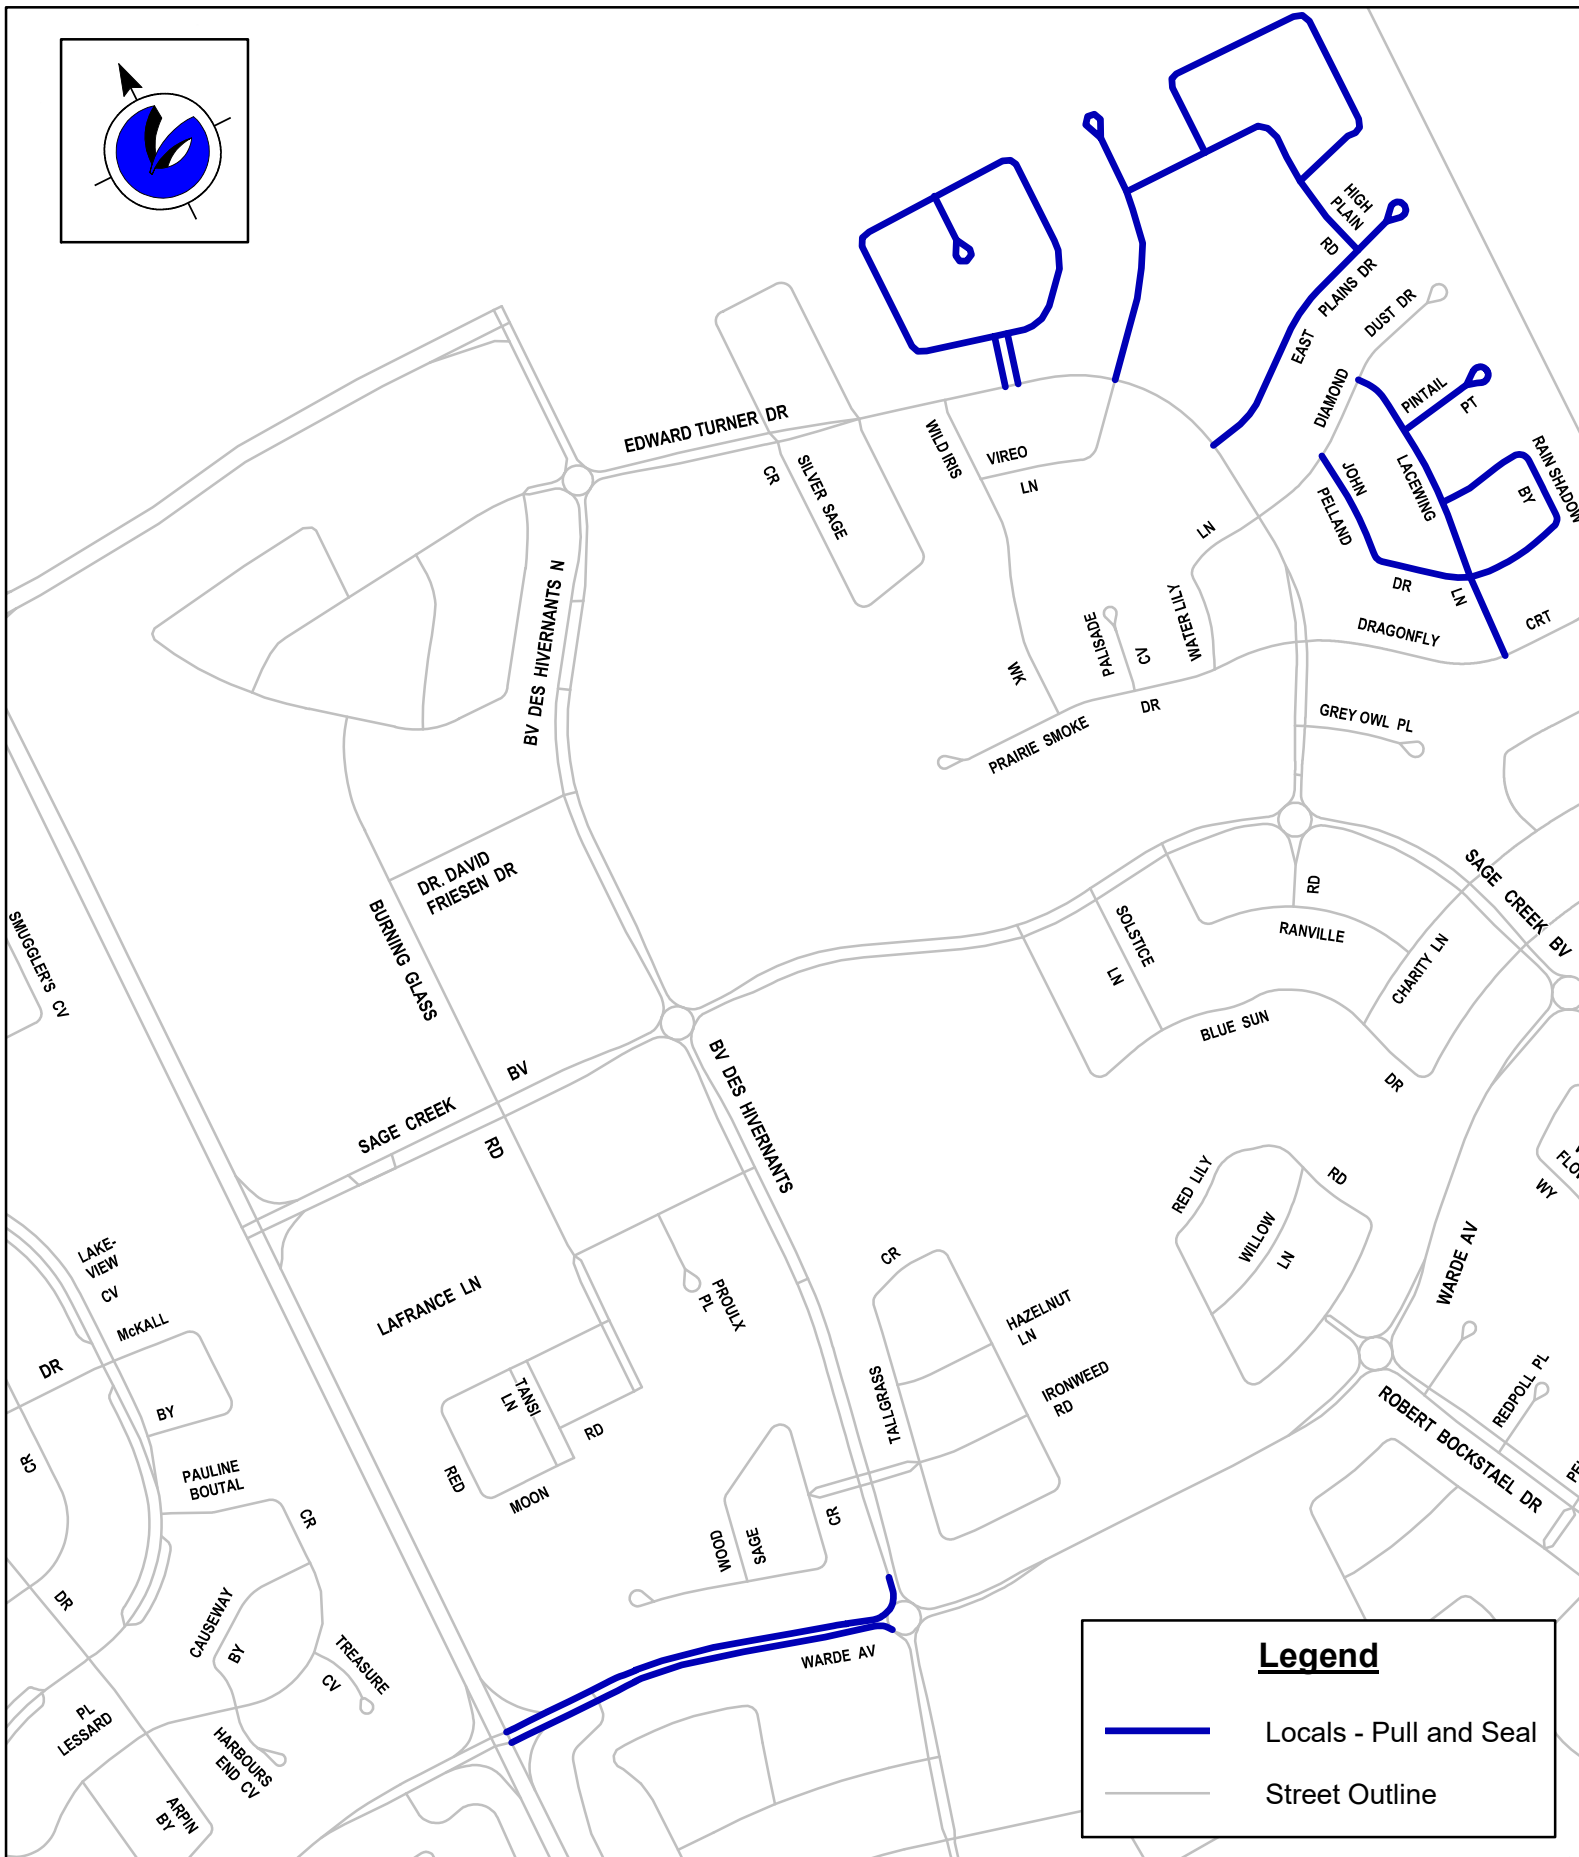 HIGH
PLAIN
RD
EAST PLAINS DR
DIAMOND DUST DR
PINTAIL
PT
RAIN SHADOW
BY
JOHN
PELLAND
DR
LACEWING
LN
DRAGONFLY CRT
EDWARD TURNER DR
SILVER SAGE
CR
WILD IRIS
WK
VIREO
LN
WATER LILY
LN
PALISADE
CV
PRAIRIE SMOKE DR
GREY OWL PL
BV DES HIVERNANTS N
DR. DAVID
FRIESEN DR
BURNING GLASS
RD
SMUGGLER'S CV
SAGE CREEK BV
SAGE CREEK BV
SOLSTICE
LN
RANVILLE
RD
CHARITY LN
BLUE SUN
DR
BV DES HIVERNANTS
RED LILY
RD
WILLOW
LN
WARDE AV
WY
LAKE-
VIEW
CV
McKALL
BY
DR
CR
LAFRANCE LN
PROULX
PL
CR
TALLGRASS
HAZELNUT
LN
IRONWEED
RD
TANSI
LN
RED
MOON
RD
REDPOLL PL
ROBERT BOCKSTAEL DR
PAULINE
BOUTAL
CR
WOOD
SAGE
CR
DR
CAUSEWAY
BY
TREASURE
CV
WARDE AV
PL
LESSARD
HARBOURS
END CV
ARPIN
BY
Legend
Locals - Pull and Seal
Street Outline